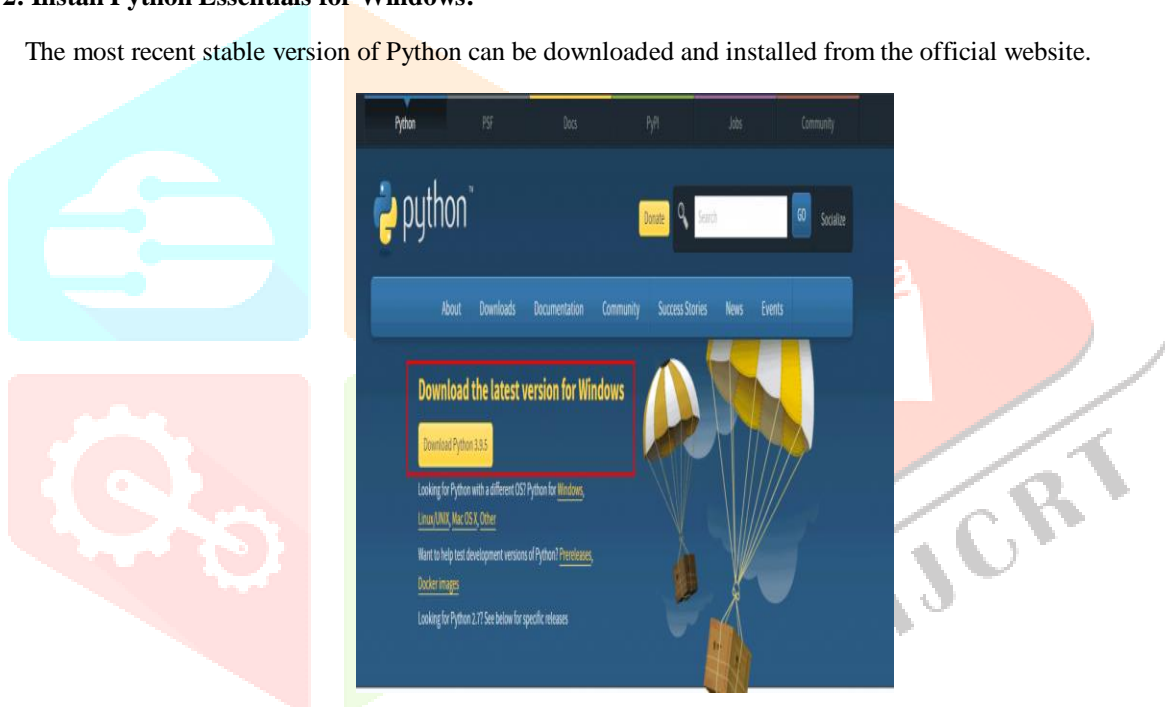 2. Install Python Essentials for Windows:
The most recent stable version of Python can be downloaded and installed from the official website.
Python PSF Docs PyPI Jobs Community
python™
Donate Search GO Socialize
About Downloads Documentation Community Success Stories News Events
Download the latest version for Windows
Download Python 3.9.5
Looking for Python with a different OS? Python for Windows,
Linux/UNIX, Mac OS X, Other
Want to help test development versions of Python? Prereleases,
Docker images
Looking for Python 2.7? See below for specific releases
IJCRT